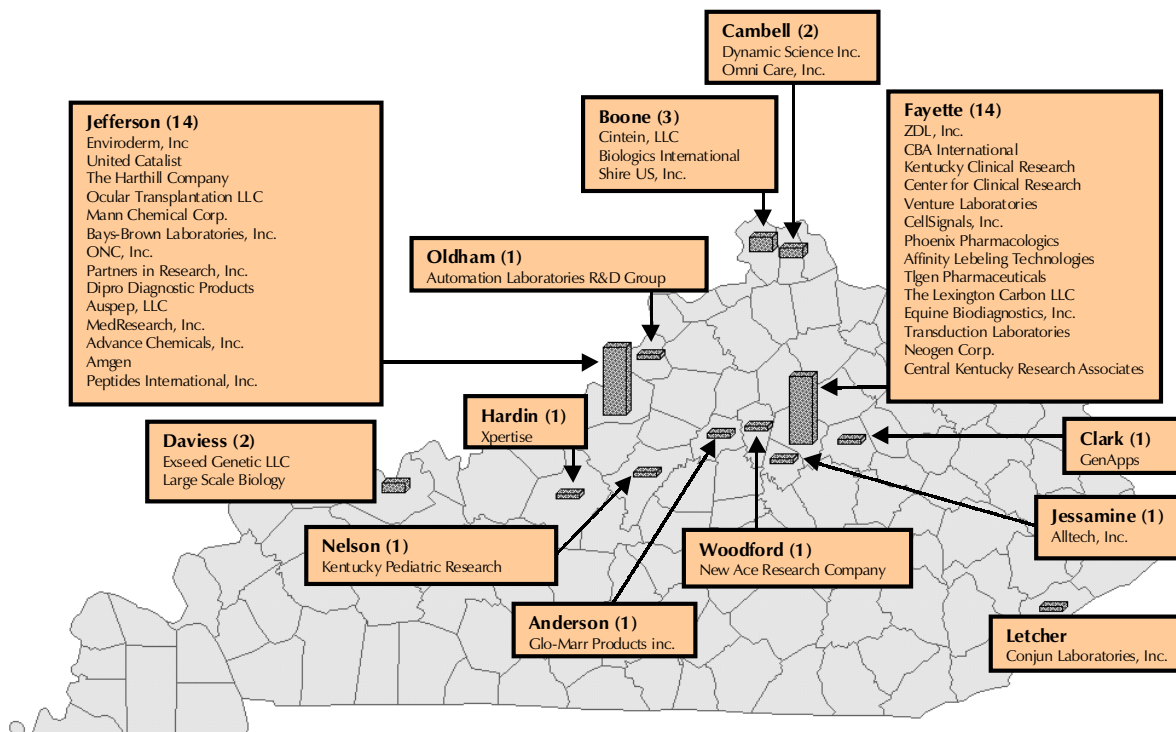 Cambell (2)
Dynamic Science Inc.
Omni Care, Inc.
Boone (3)
Cintein, LLC
Biologics International
Shire US, Inc.
Jefferson (14)
Enviroderm, Inc
United Catalist
The Harthill Company
Ocular Transplantation LLC
Mann Chemical Corp.
Bays-Brown Laboratories, Inc.
ONC, Inc.
Partners in Research, Inc.
Dipro Diagnostic Products
Auspep, LLC
MedResearch, Inc.
Advance Chemicals, Inc.
Amgen
Peptides International, Inc.
Fayette (14)
ZDL, Inc.
CBA International
Kentucky Clinical Research
Center for Clinical Research
Venture Laboratories
CellSignals, Inc.
Phoenix Pharmacologics
Affinity Lebeling Technologies
Tlgen Pharmaceuticals
The Lexington Carbon LLC
Equine Biodiagnostics, Inc.
Transduction Laboratories
Neogen Corp.
Central Kentucky Research Associates
Oldham (1)
Automation Laboratories R&D Group
Hardin (1)
Xpertise
Daviess (2)
Exseed Genetic LLC
Large Scale Biology
Clark (1)
GenApps
Jessamine (1)
Alltech, Inc.
Nelson (1)
Kentucky Pediatric Research
Woodford (1)
New Ace Research Company
Anderson (1)
Glo-Marr Products inc.
Letcher
Conjun Laboratories, Inc.